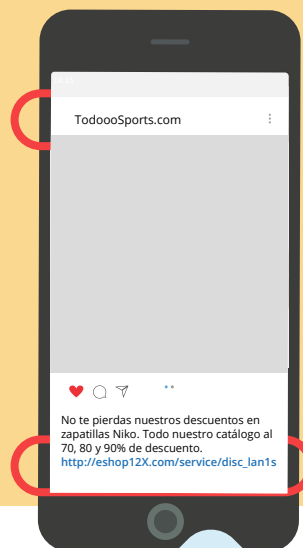 TodoooSports.com
No te pierdas nuestros descuentos en
zapatillas Niko. Todo nuestro catálogo al
70, 80 y 90% de descuento.
http://eshop12X.com/service/disc_lan1s